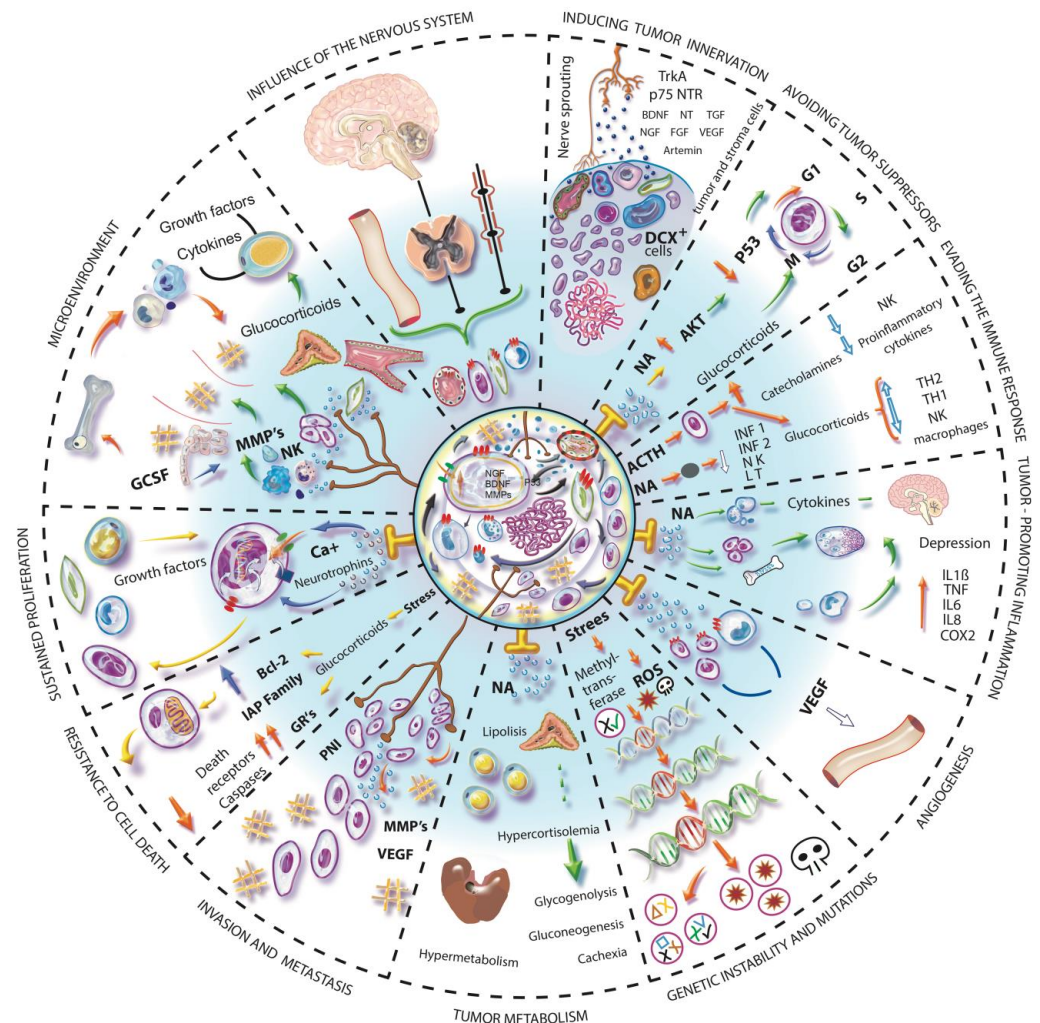 INFLUENCE OF THE NERVOUS SYSTEM
INDUCING TUMOR INNERVATION
Nerve sprouting
TrkA
p75 NTR
BDNF NT TGF
NGF FGF VEGF
Artemin
tumor and stroma cells
DCX+
cells
AVOIDING TUMOR SUPPRESSORS
G1
S
G2
M
P53
AKT
NA
Glucocorticoids
EVADING THE IMMUNE RESPONSE
NK
Proinflammatory
cytokines
Catecholamines
Glucocorticoids
TH2
TH1
NK
macrophages
ACTH
NA
INF 1
INF 2
N K
L T
TUMOR - PROMOTING INFLAMMATION
NA
Cytokines
Depression
IL1ß
TNF
IL6
IL8
COX2
ANGIOGENESIS
VEGF
GENETIC INSTABILITY AND MUTATIONS
Strees
Methyl-
trans-
ferase
ROS
TUMOR METABOLISM
NA
Lipolisis
Hypercortisolemia
Glycogenolysis
Gluconeogenesis
Cachexia
Hypermetabolism
INVASION AND METASTASIS
PNI
MMP's
VEGF
RESISTANCE TO CELL DEATH
Stress
Glucocorticoids
GR's
Bcl-2
IAP Family
Death
receptors
Caspases
SUSTAINED PROLIFERATION
Growth factors
Ca+
Neurotrophins
MICROENVIRONMENT
Growth factors
Cytokines
Glucocorticoids
MMP's
NK
GCSF
NGF
BDNF
MMPs
P53